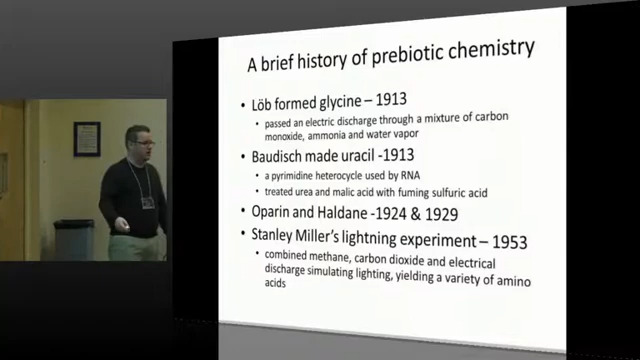 A brief history of prebiotic chemistry
• Löb formed glycine – 1913
• passed an electric discharge through a mixture of carbon
monoxide, ammonia and water vapor
• Baudisch made uracil -1913
• a pyrimidine heterocycle used by RNA
• treated urea and malic acid with fuming sulfuric acid
• Oparin and Haldane -1924 & 1929
• Stanley Miller's lightning experiment – 1953
• combined methane, carbon dioxide and electrical
discharge simulating lighting, yielding a variety of amino
acids